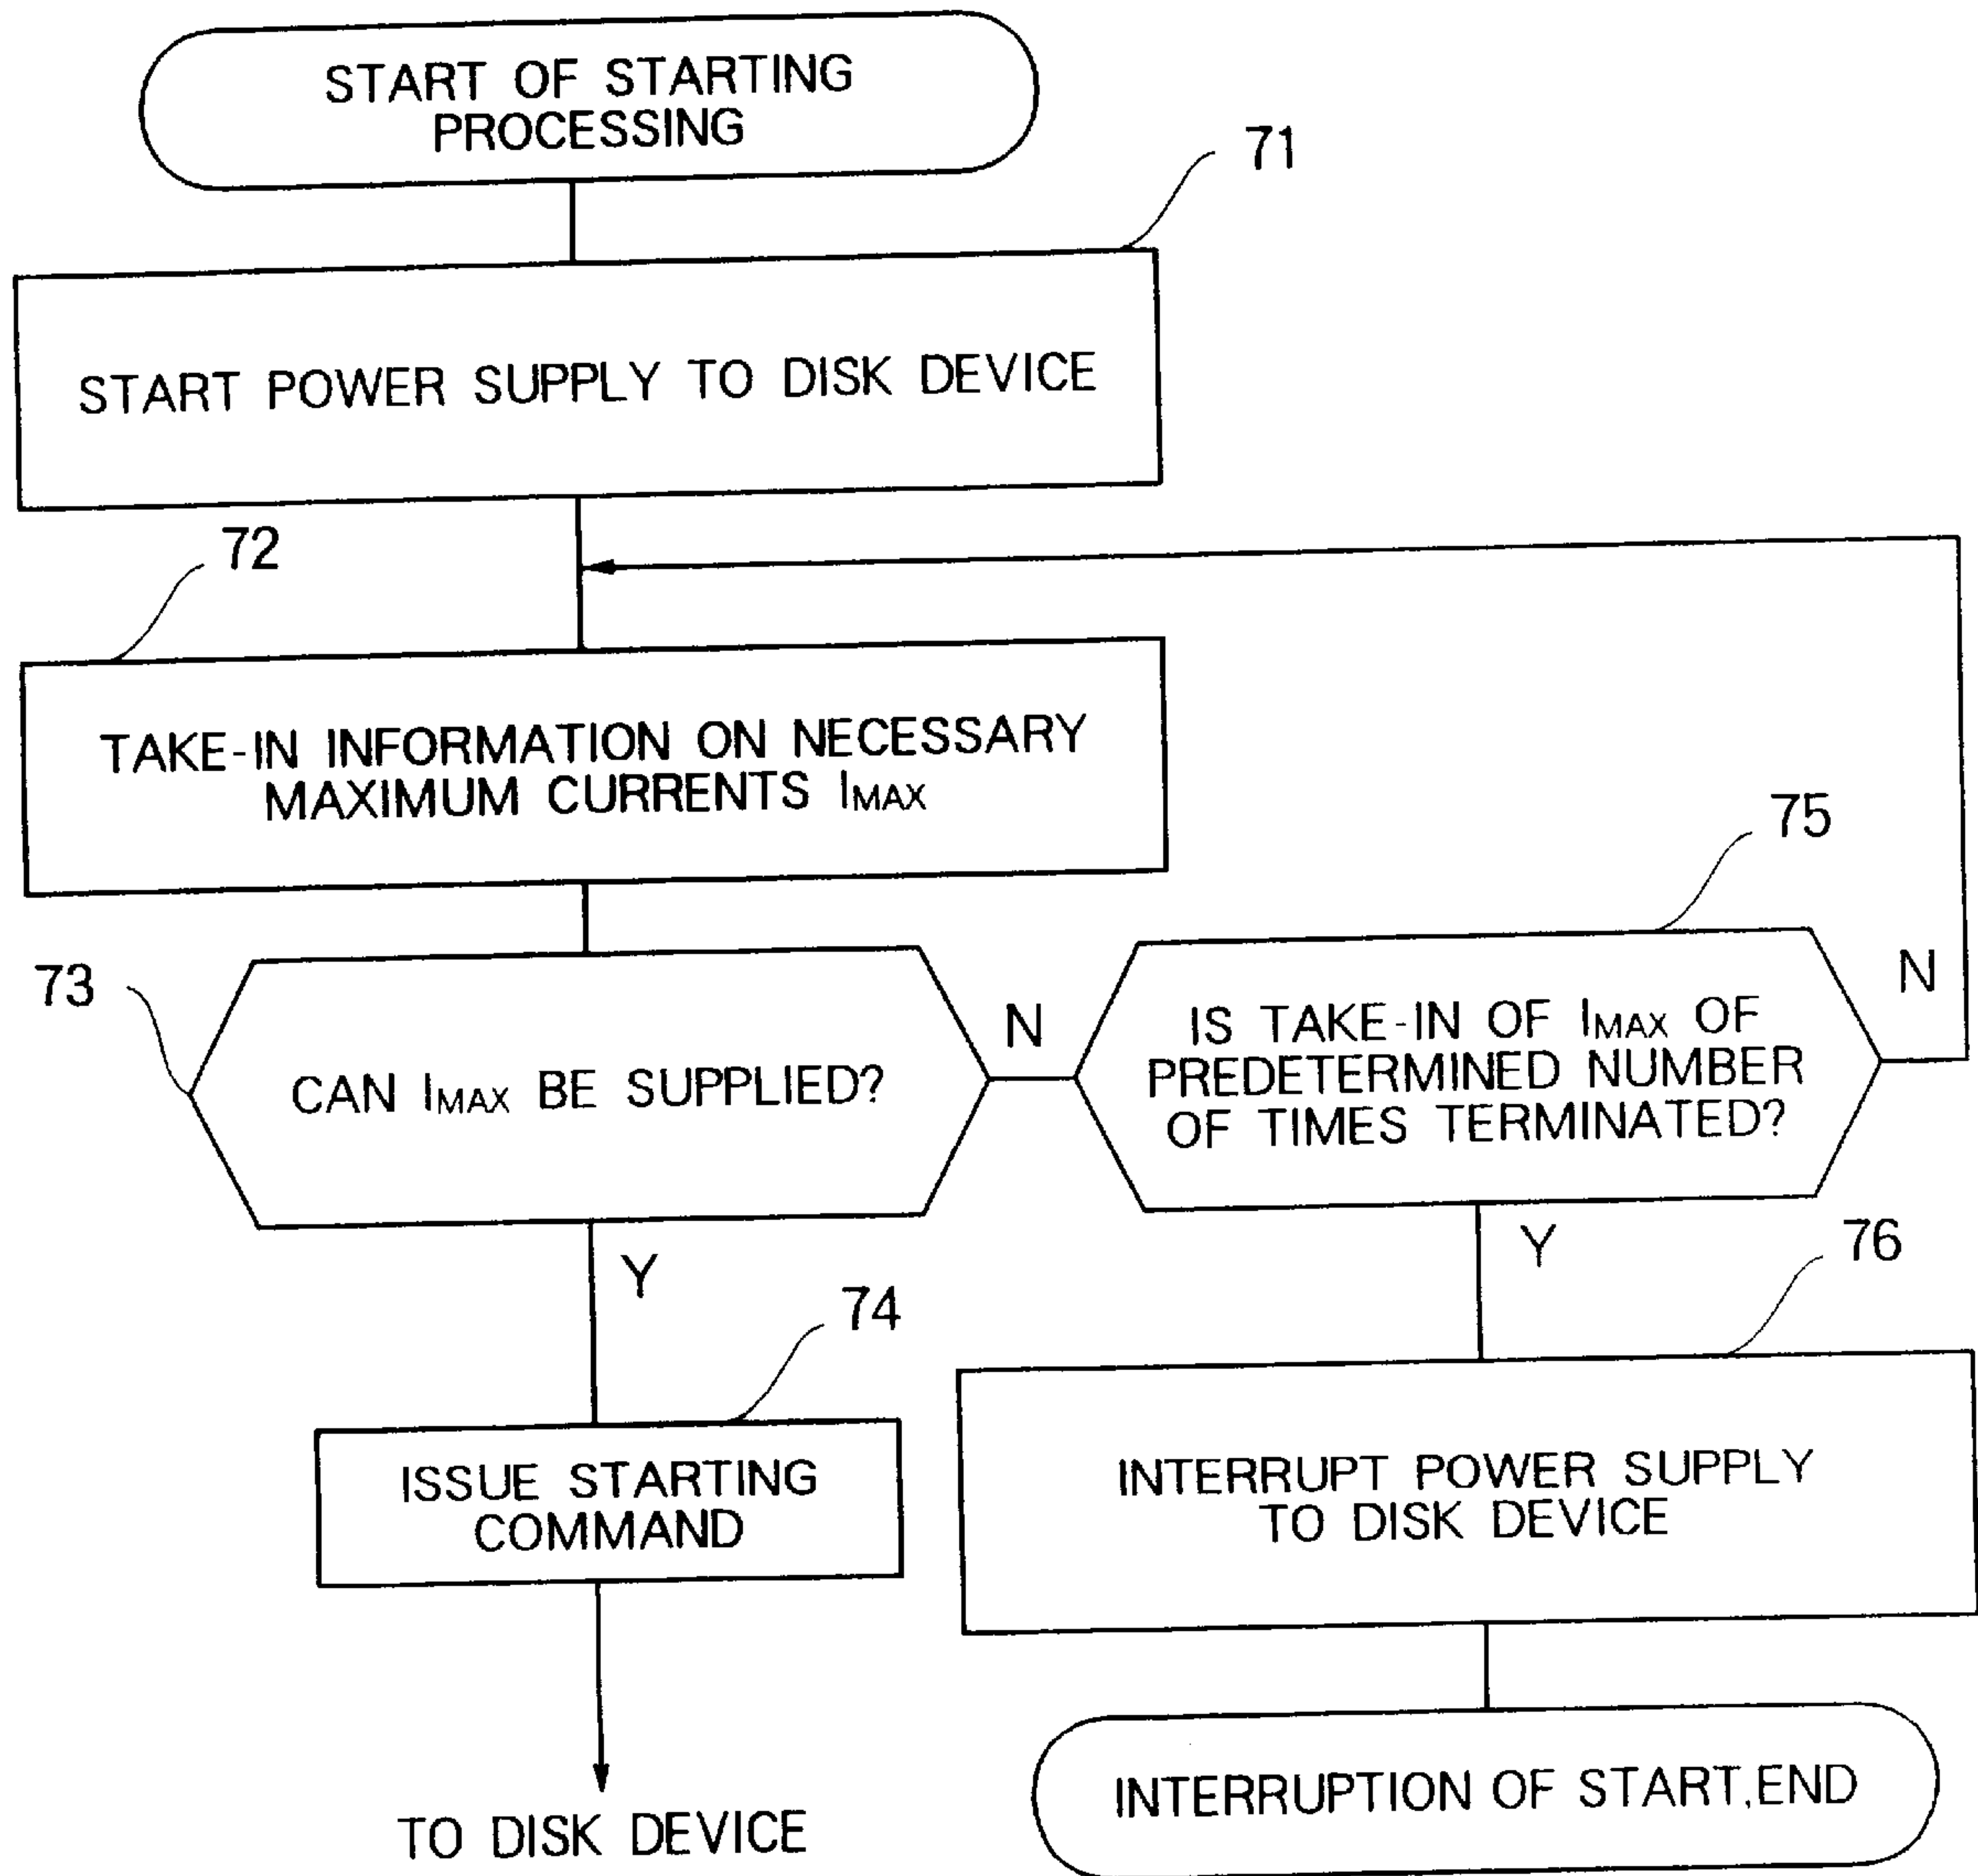 START OF STARTING
PROCESSING
71
START POWER SUPPLY TO DISK DEVICE
72
TAKE-IN INFORMATION ON NECESSARY
MAXIMUM CURRENTS IMAX
73
CAN IMAX BE SUPPLIED?
N
75
IS TAKE-IN OF IMAX OF
PREDETERMINED NUMBER
OF TIMES TERMINATED?
N
Y
74
ISSUE STARTING
COMMAND
TO DISK DEVICE
Y
76
INTERRUPT POWER SUPPLY
TO DISK DEVICE
INTERRUPTION OF START,END